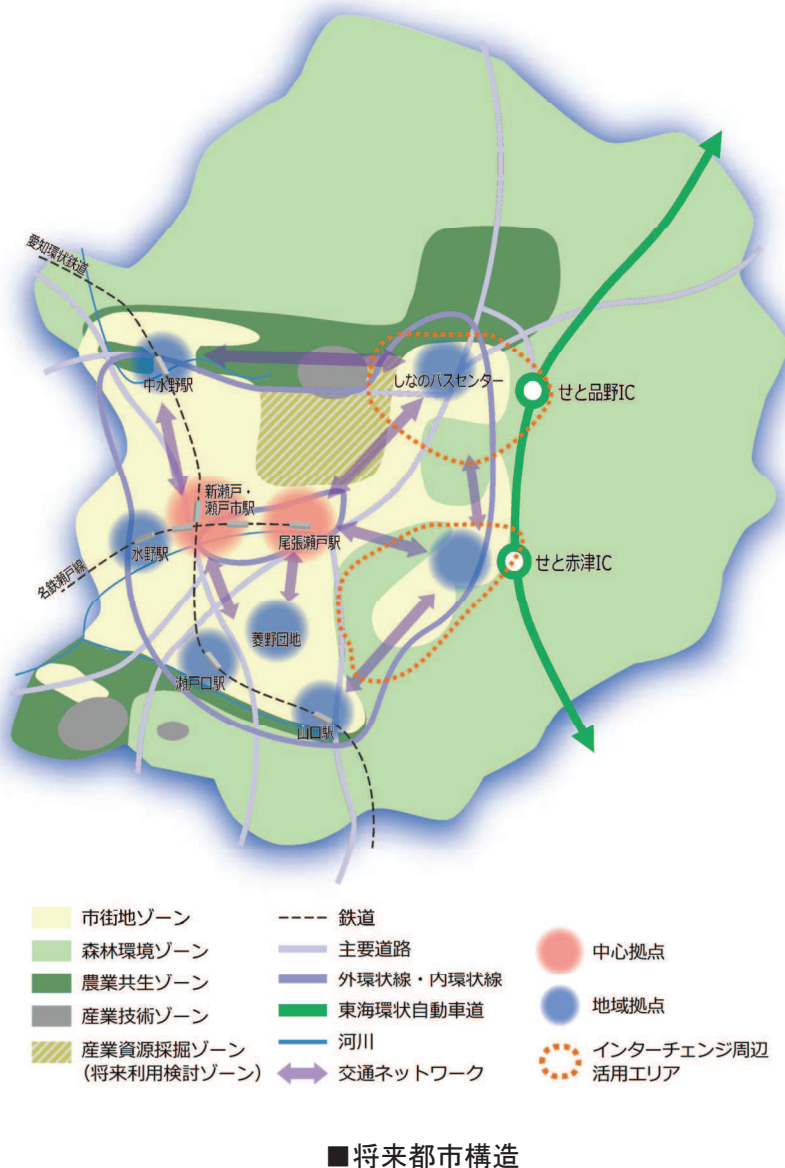 愛知環状鉄道
中水野駅
しなのバスセンター
せと品野IC
新瀬戸・
瀬戸市駅
尾張瀬戸駅
水野駅
せと赤津IC
名鉄瀬戸線
菱野団地
瀬戸口駅
山口駅
市街地ゾーン
森林環境ゾーン
農業共生ゾーン
産業技術ゾーン
産業資源採掘ゾーン
(将来利用検討ゾーン)
鉄道
主要道路
外環状線・内環状線
東海環状自動車道
河川
交通ネットワーク
中心拠点
地域拠点
インターチェンジ周辺
活用エリア
■将来都市構造